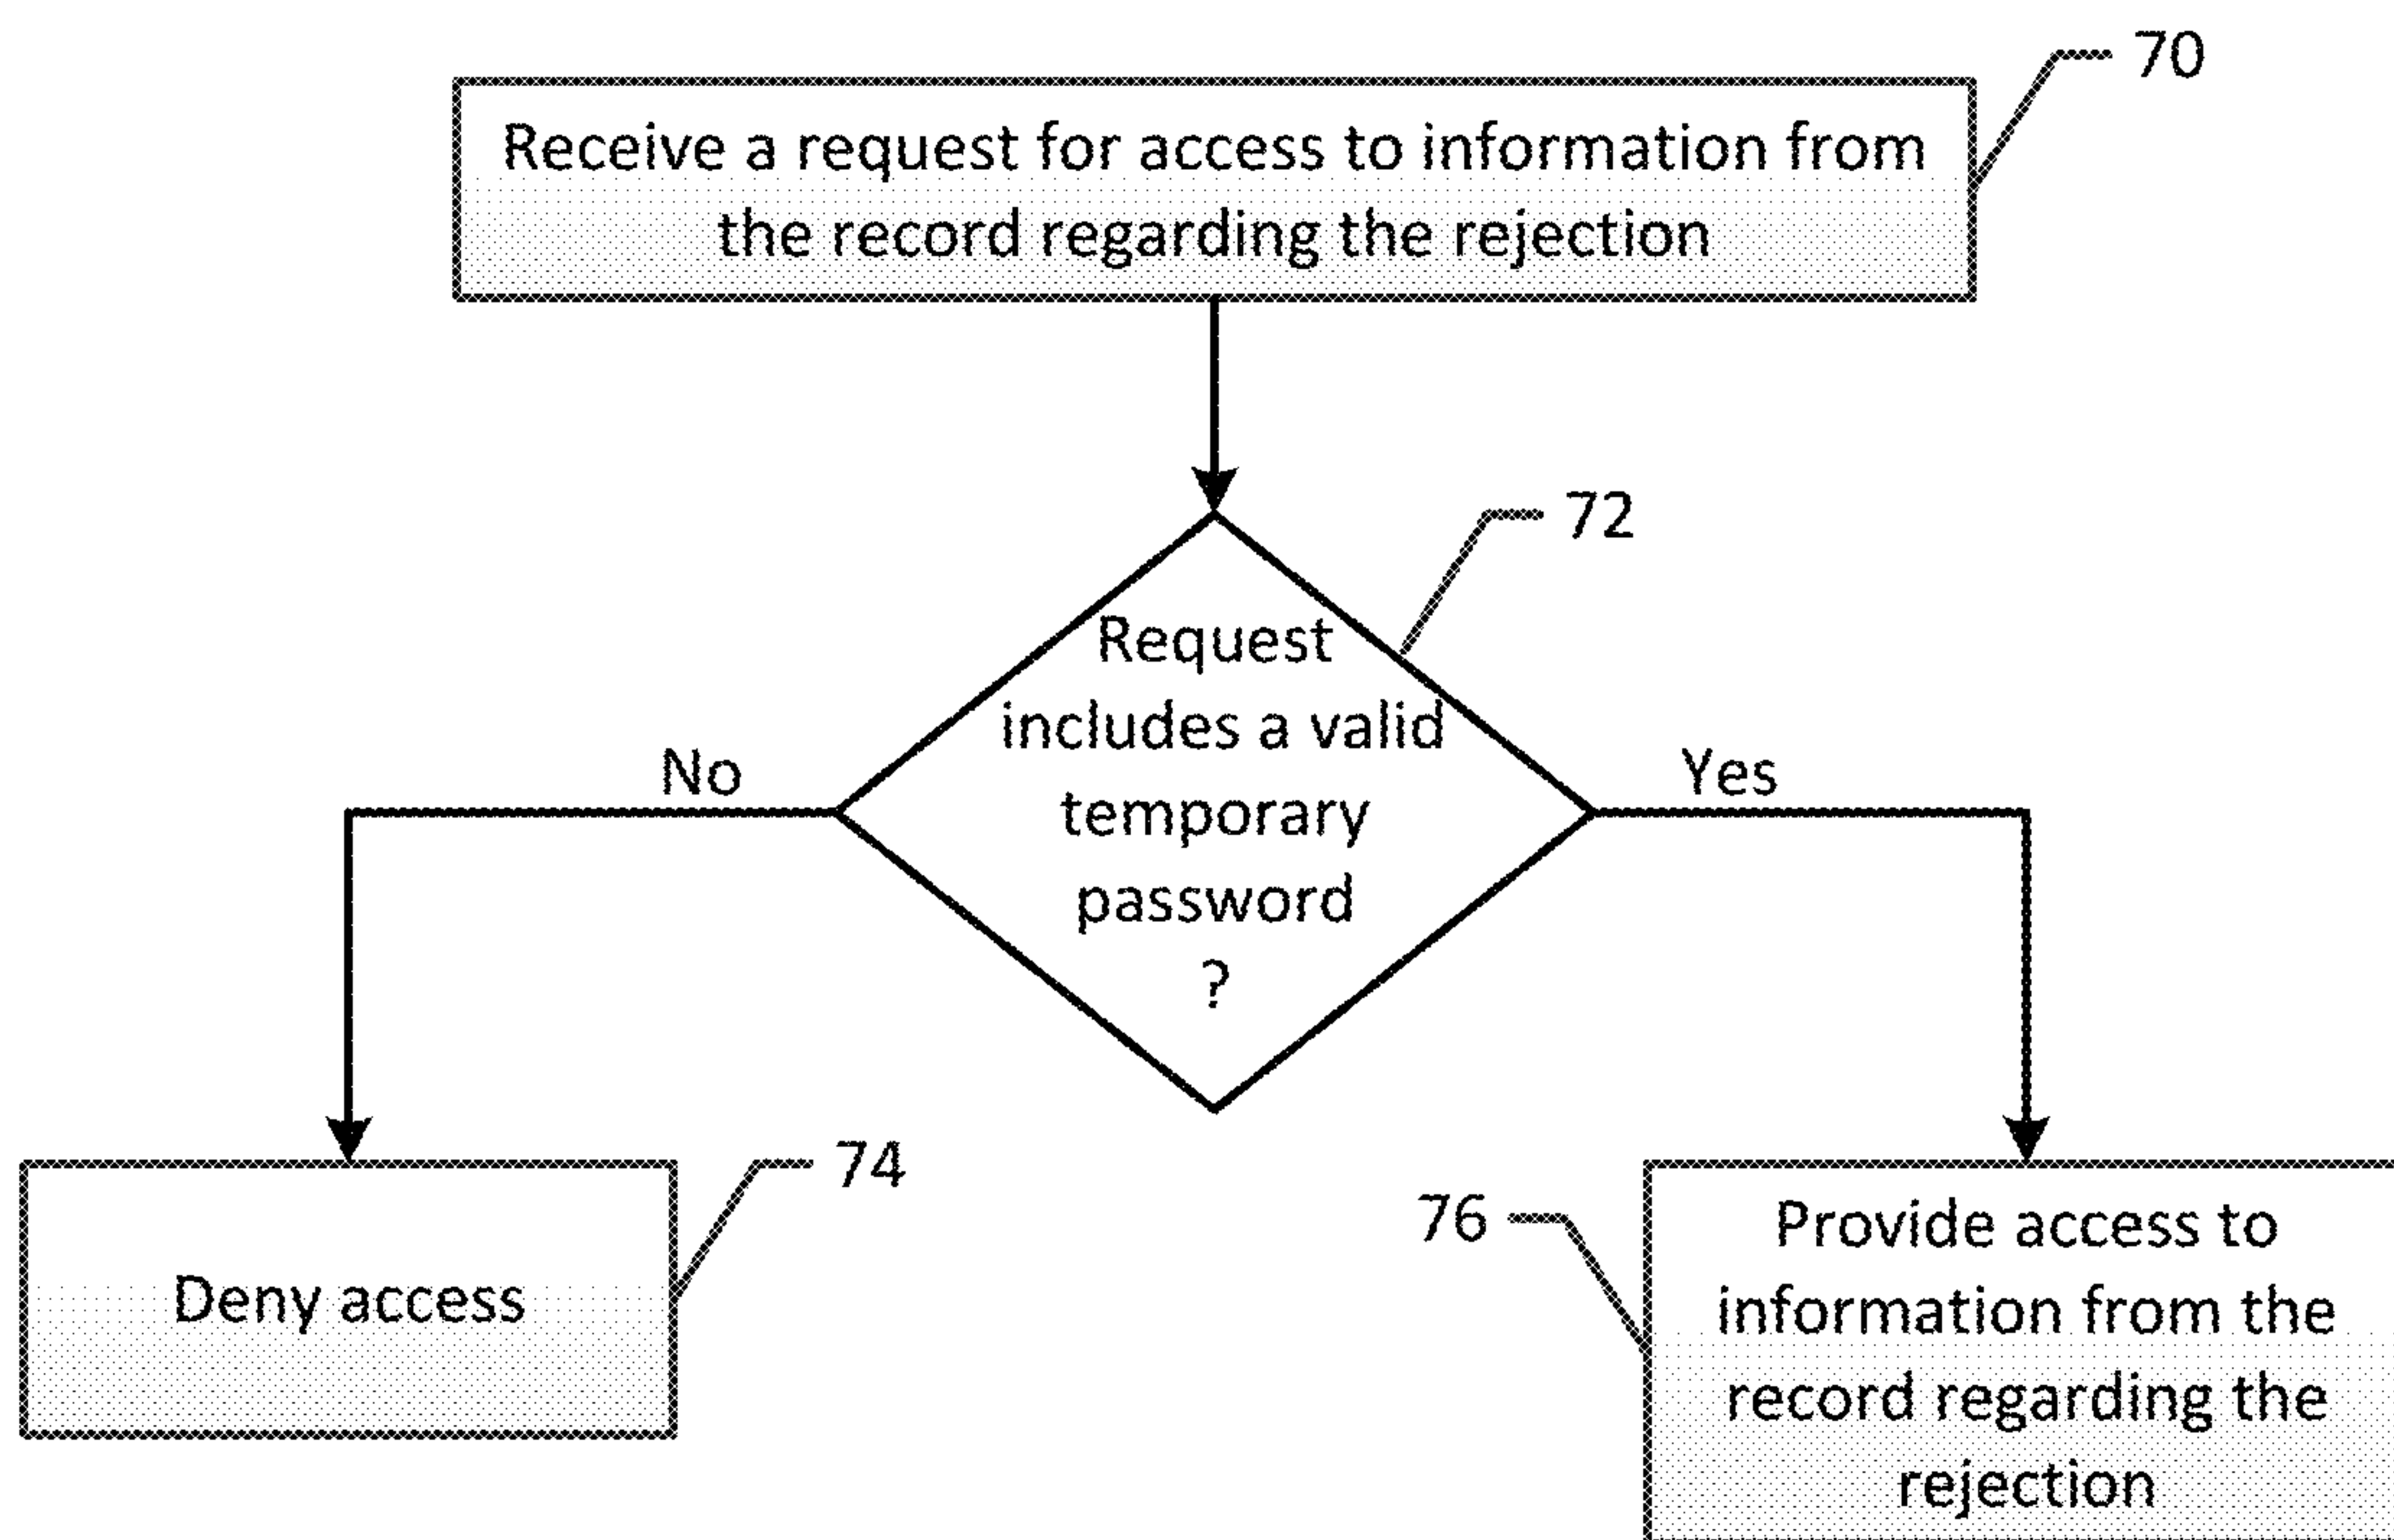 70
Receive a request for access to information from
the record regarding the rejection
72
Request
includes a valid
temporary
password
?
No
Yes
74
Deny access
76
Provide access to
information from the
record regarding the
rejection